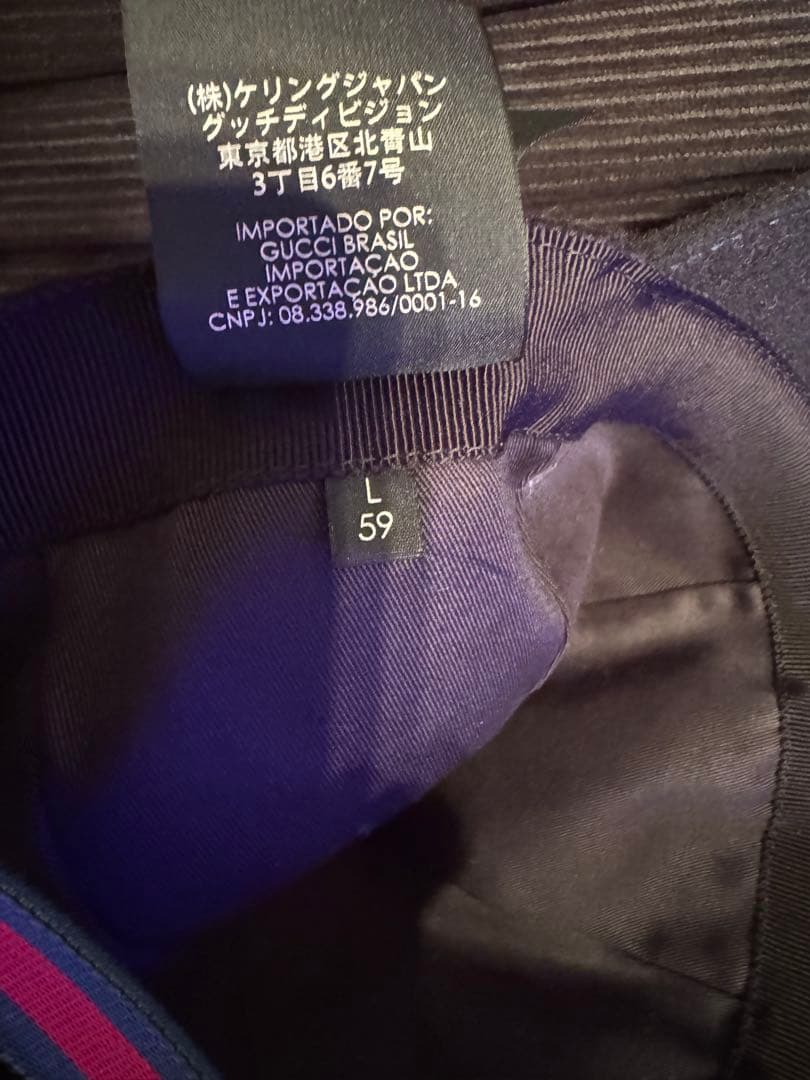 (株)ケリングジャパン
グッチディビジョン
東京都港区北青山
3丁目6番7号
IMPORTADO POR:
GUCCI BRASIL
IMPORTAÇAO
E EXPORTAÇAO LTDA
CNPJ: 08.338.986/0001-16
L
59